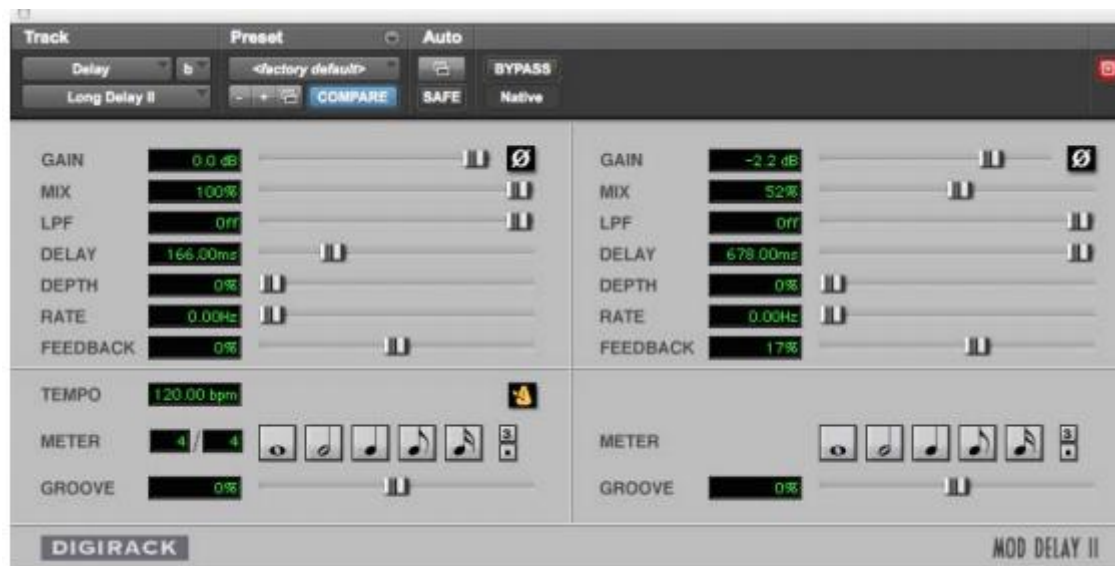 Track Preset Auto
Delay b <factory default> BYPASS
Long Delay II - + COMPARE SAFE Native
GAIN 0.0 dB Ø GAIN -2.2 dB Ø
MIX 100% MIX 52%
LPF Off LPF Off
DELAY 166.00ms DELAY 678.00ms
DEPTH 0% DEPTH 0%
RATE 0.00Hz RATE 0.00Hz
FEEDBACK 0% FEEDBACK 17%
TEMPO 120.00 bpm
METER 4/4 3 METER 3
GROOVE 0% GROOVE 0%
DIGIRACK MOD DELAY II